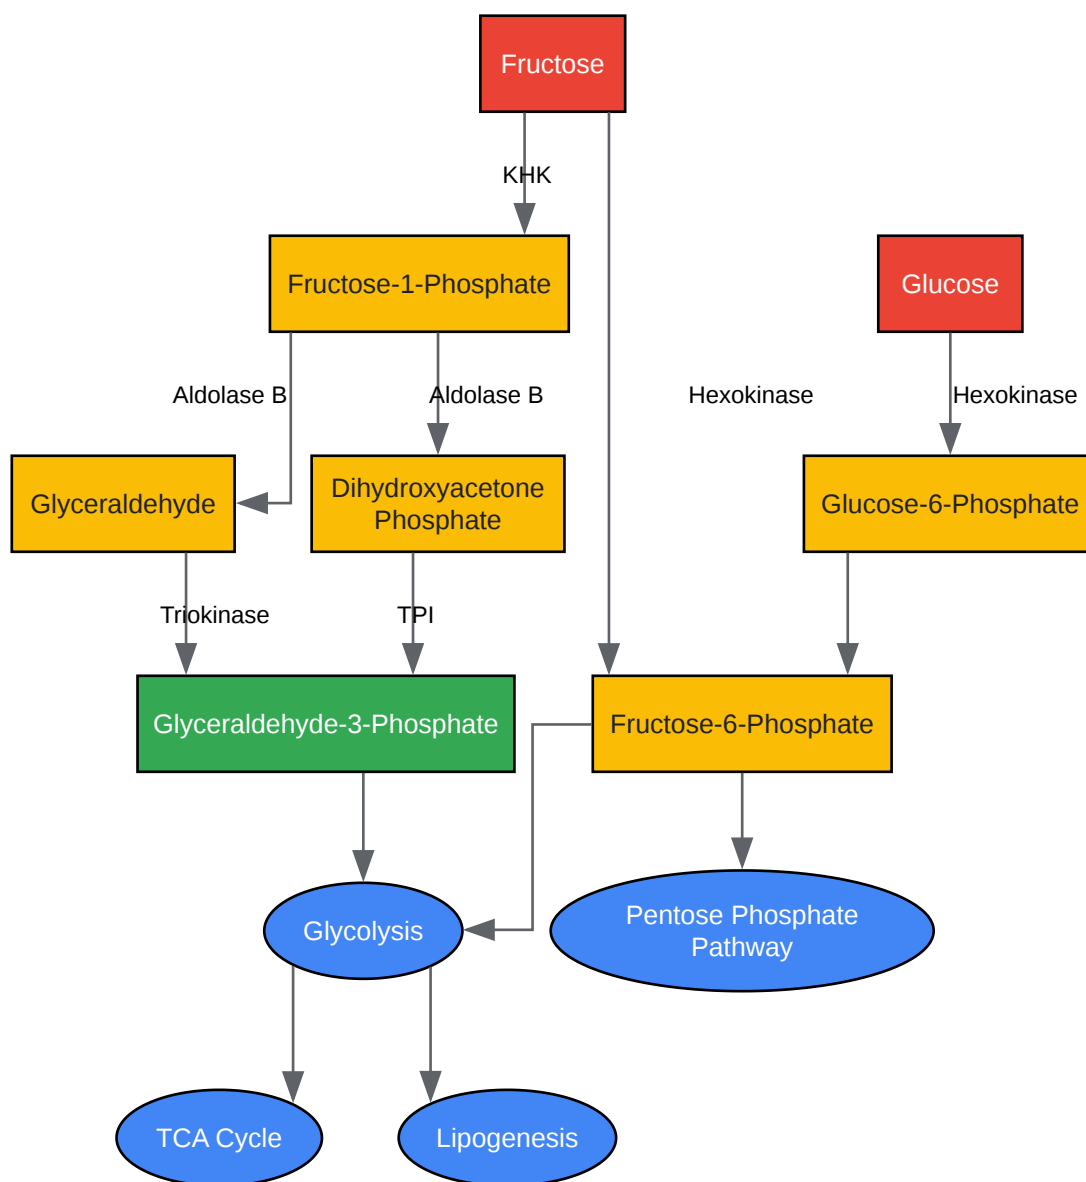 Fructose
KHK
Fructose-1-Phosphate
Glucose
Aldolase B
Aldolase B
Hexokinase
Hexokinase
Glyceraldehyde
Dihydroxyacetone
Phosphate
Glucose-6-Phosphate
Triokinase
TPI
Glyceraldehyde-3-Phosphate
Fructose-6-Phosphate
Glycolysis
Pentose Phosphate
Pathway
TCA Cycle
Lipogenesis